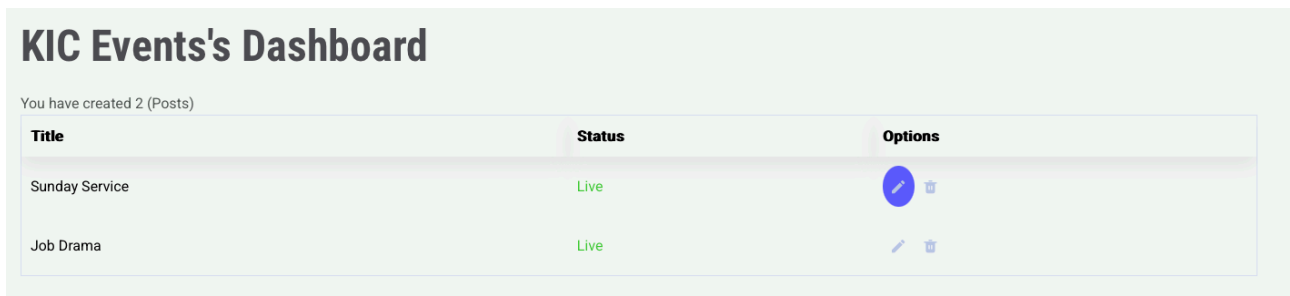 KIC Events's Dashboard
You have created 2 (Posts)
Title Status Options
Sunday Service Live
Job Drama Live